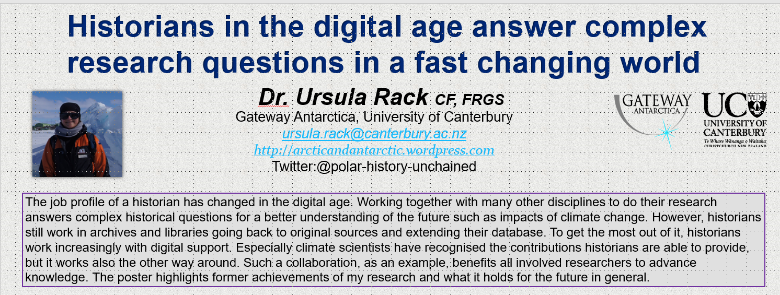 Historians in the digital age answer complex
research questions in a fast changing world
Dr. Ursula Rack CF, FRGS
Gateway Antarctica, University of Canterbury
ursula.rack@canterbury.ac.nz
http://arcticandantarctic.wordpress.com
Twitter:@polar-history-unchained
GATEWAY
ANTARCTICA
UC
UNIVERSITY OF
CANTERBURY
Te Whare Wānanga o Waitaha
CHRISTCHURCH NEW ZEALAND
The job profile of a historian has changed in the digital age. Working together with many other disciplines to do their research
answers complex historical questions for a better understanding of the future such as impacts of climate change. However, historians
still work in archives and libraries going back to original sources and extending their database. To get the most out of it, historians
work increasingly with digital support. Especially climate scientists have recognised the contributions historians are able to provide,
but it works also the other way around. Such a collaboration, as an example, benefits all involved researchers to advance
knowledge. The poster highlights former achievements of my research and what it holds for the future in general.